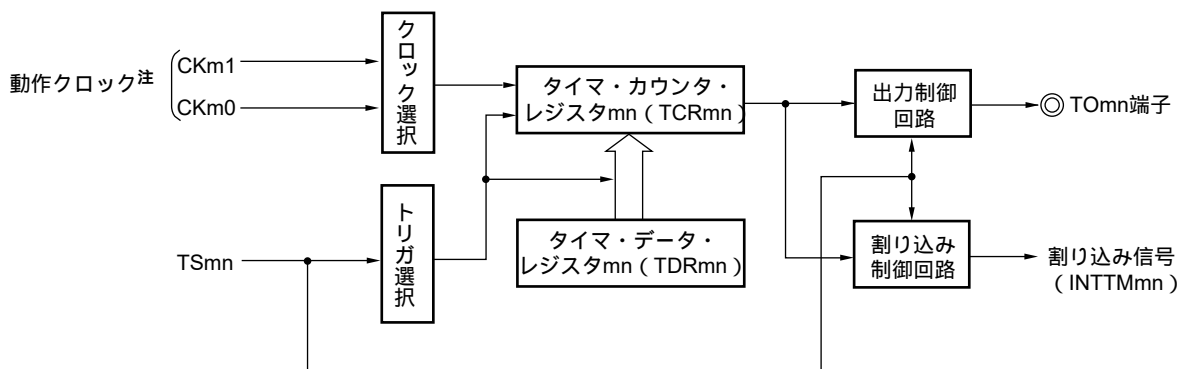 動作クロック注
CKm1
CKm0
クロック選択
タイマ・カウンタ・
レジスタmn（TCRmn）
出力制御
回路
TOmn端子
TSmn
トリガ選択
タイマ・データ・
レジスタmn（TDRmn）
割り込み
制御回路
割り込み信号
（INTTMmn）